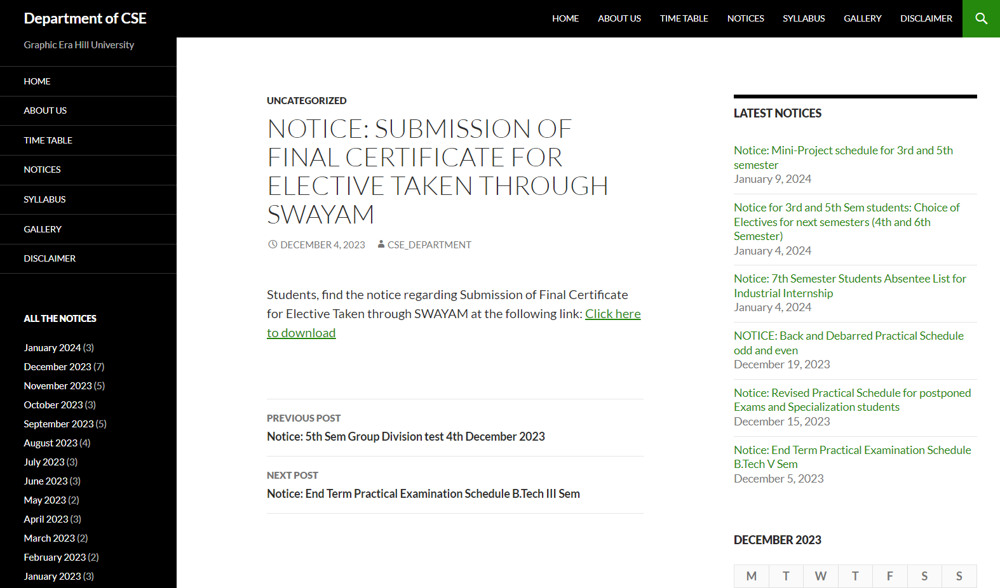 Department of CSE
HOME
ABOUT US
TIME TABLE
NOTICES
SYLLABUS
GALLERY
DISCLAIMER
Graphic Era Hill University
HOME
ABOUT US
TIME TABLE
NOTICES
SYLLABUS
GALLERY
DISCLAIMER
ALL THE NOTICES
January 2024 (3)
December 2023 (7)
November 2023 (5)
October 2023 (3)
September 2023 (5)
August 2023 (4)
July 2023 (3)
June 2023 (3)
May 2023 (2)
April 2023 (3)
March 2023 (2)
February 2023 (2)
January 2023 (3)
UNCATEGORIZED
NOTICE: SUBMISSION OF
FINAL CERTIFICATE FOR
ELECTIVE TAKEN THROUGH
SWAYAM
DECEMBER 4, 2023 CSE_DEPARTMENT
Students, find the notice regarding Submission of Final Certificate
for Elective Taken through SWAYAM at the following link: Click here
to download
PREVIOUS POST
Notice: 5th Sem Group Division test 4th December 2023
NEXT POST
Notice: End Term Practical Examination Schedule B.Tech III Sem
LATEST NOTICES
Notice: Mini-Project schedule for 3rd and 5th
semester
January 9, 2024
Notice for 3rd and 5th Sem students: Choice of
Electives for next semesters (4th and 6th
Semester)
January 4, 2024
Notice: 7th Semester Students Absentee List for
Industrial Internship
January 4, 2024
NOTICE: Back and Debarred Practical Schedule
odd and even
December 19, 2023
Notice: Revised Practical Schedule for postponed
Exams and Specialization students
December 15, 2023
Notice: End Term Practical Examination Schedule
B.Tech V Sem
December 5, 2023
DECEMBER 2023
M T W T F S S